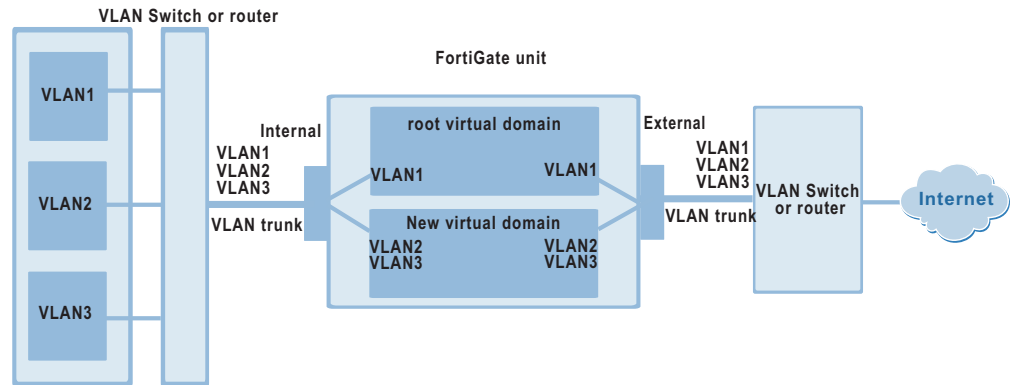 VLAN Switch or router
FortiGate unit
VLAN1
VLAN2
VLAN3
Internal
VLAN1
VLAN2
VLAN3
VLAN trunk
root virtual domain
VLAN1
VLAN1
New virtual domain
VLAN2
VLAN3
VLAN2
VLAN3
External
VLAN1
VLAN2
VLAN3
VLAN trunk
VLAN Switch
or router
Internet